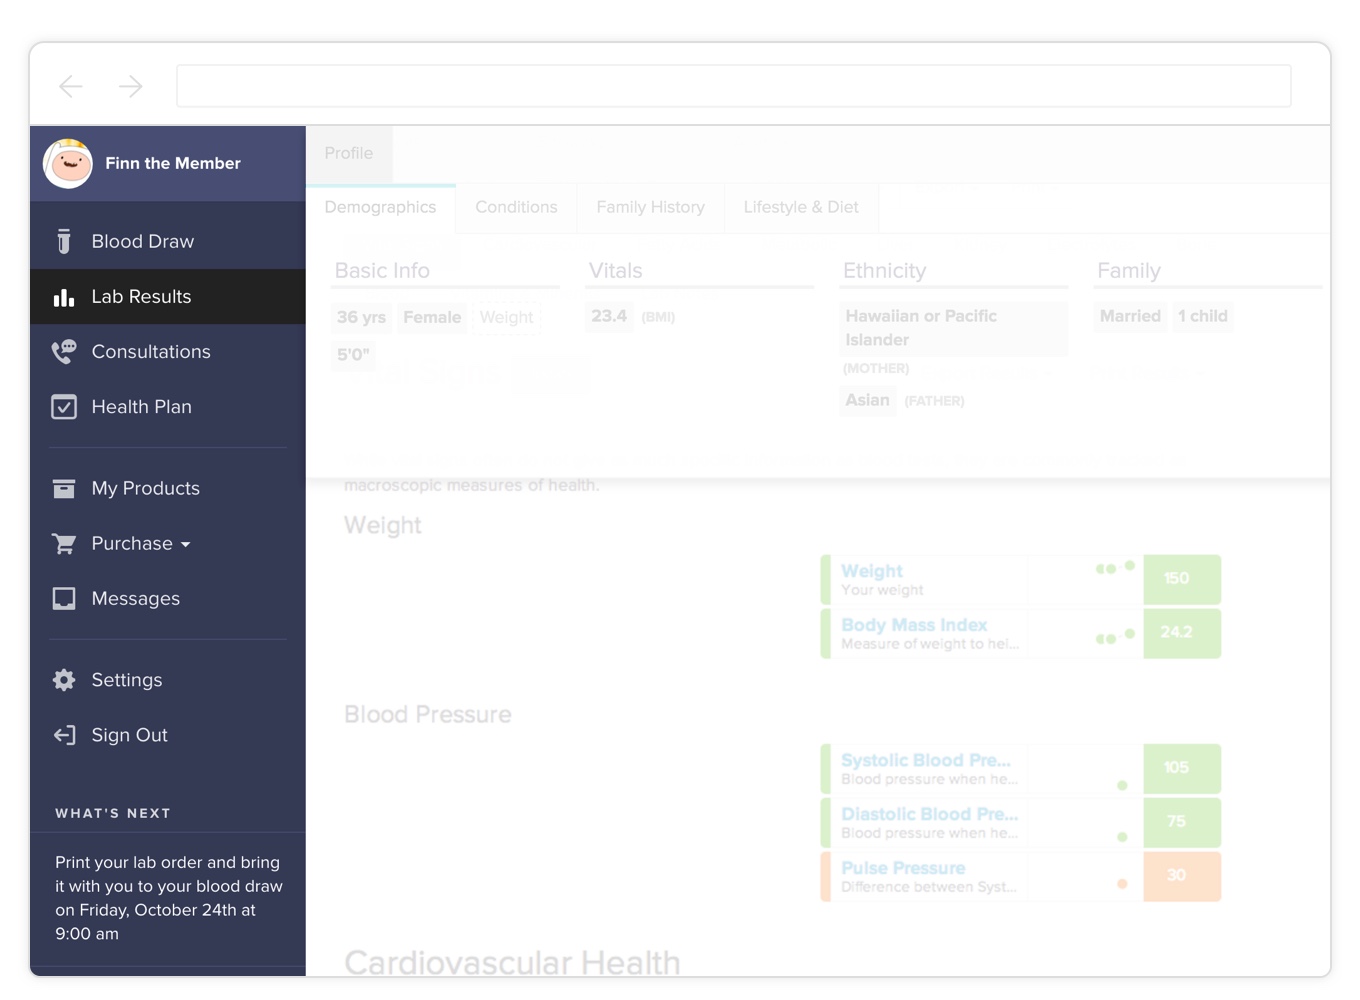 Finn the Member
Blood Draw
Lab Results
Consultations
Health Plan
My Products
Purchase
Messages
Settings
Sign Out
WHAT'S NEXT
Print your lab order and bring
it with you to your blood draw
on Friday, October 24th at
9:00 am
Profile
Demographics Conditions Family History Lifestyle & Diet
Basic Info
36 yrs Female Weight
5'0"
Vitals
23.4 (BMI)
Ethnicity
Hawaiian or Pacific
Islander
(MOTHER)
Asian (FATHER)
Family
Married 1 child
macroscopic measures of health.
Weight
Weight 150
Your weight
Body Mass Index 24.2
Measure of weight to hei...
Blood Pressure
Systolic Blood Pre... 105
Blood pressure when he...
Diastolic Blood Pre... 75
Blood pressure when he...
Pulse Pressure 30
Difference between Syst...
Cardiovascular Health